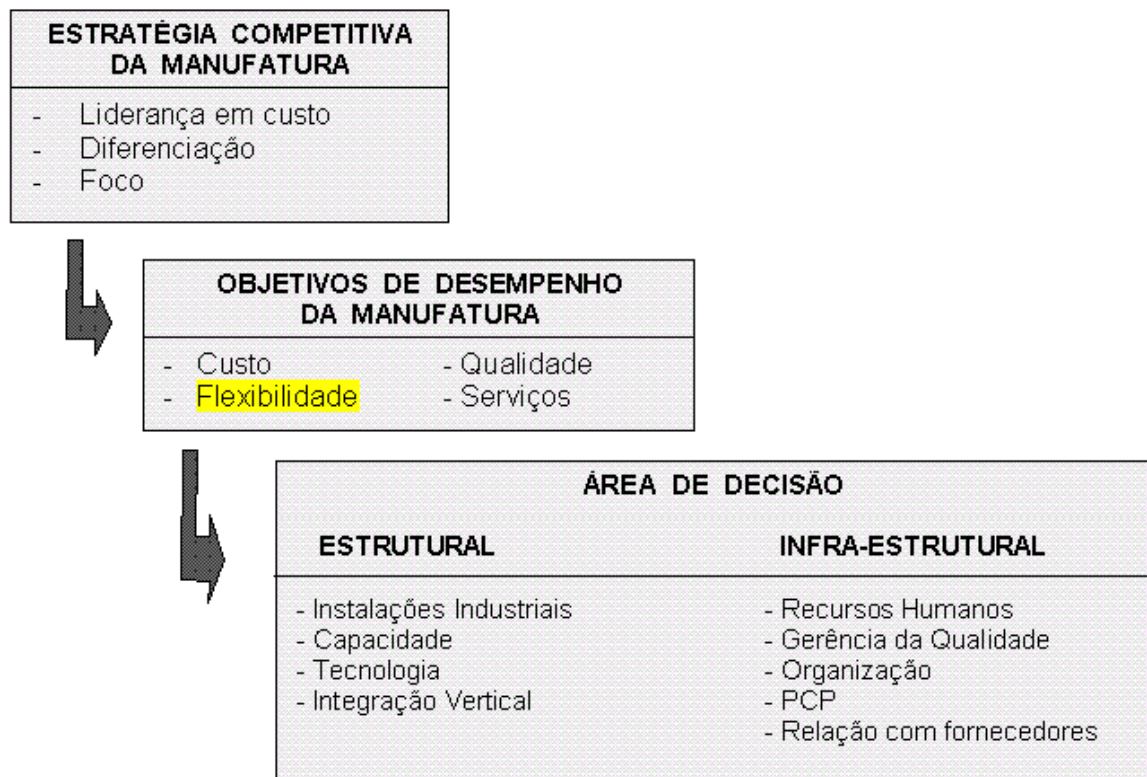 ESTRATÉGIA COMPETITIVA
DA MANUFATURA
- Liderança em custo
- Diferenciação
- Foco
OBJETIVOS DE DESEMPENHO
DA MANUFATURA
- Custo - Qualidade
- Flexibilidade - Serviços
ÁREA DE DECISÃO
ESTRUTURAL INFRA-ESTRUTURAL
- Instalações Industriais - Recursos Humanos
- Capacidade - Gerência da Qualidade
- Tecnologia - Organização
- Integração Vertical - PCP
- Relação com fornecedores